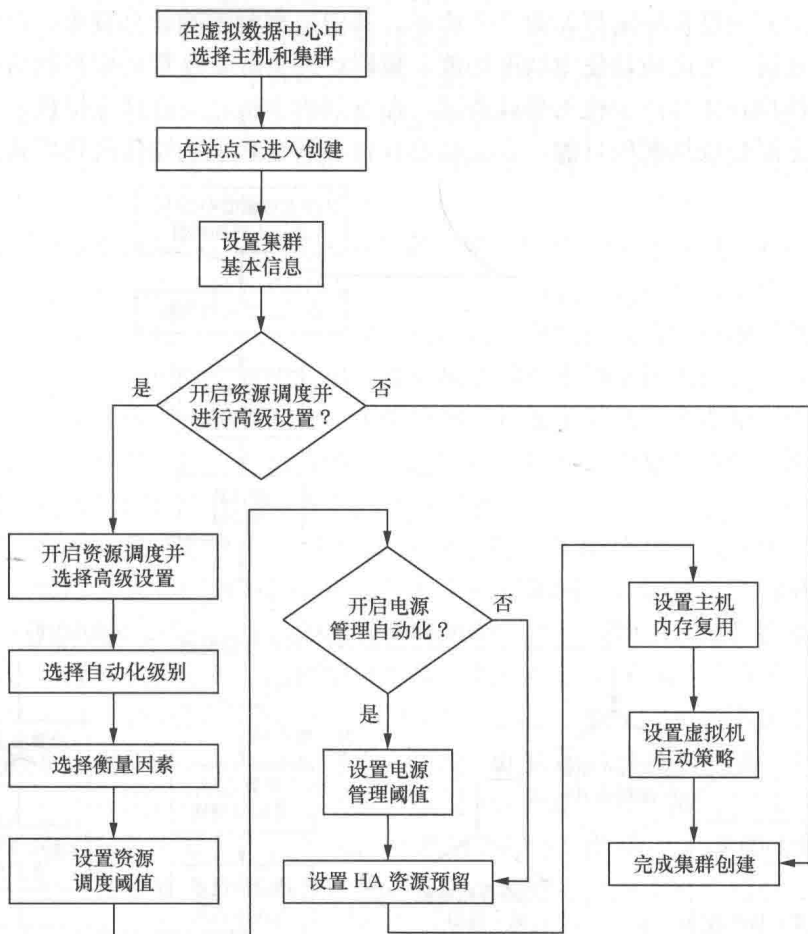 在虚拟数据中心中
选择主机和集群
在站点下进入创建
设置集群
基本信息
是
开启资源调度并
进行高级设置？
否
开启资源调度并
选择高级设置
选择自动化级别
选择衡量因素
设置资源
调度阈值
开启电源
管理自动化？
否
是
设置电源
管理阈值
设置 HA 资源预留
设置主机
内存复用
设置虚拟机
启动策略
完成集群创建